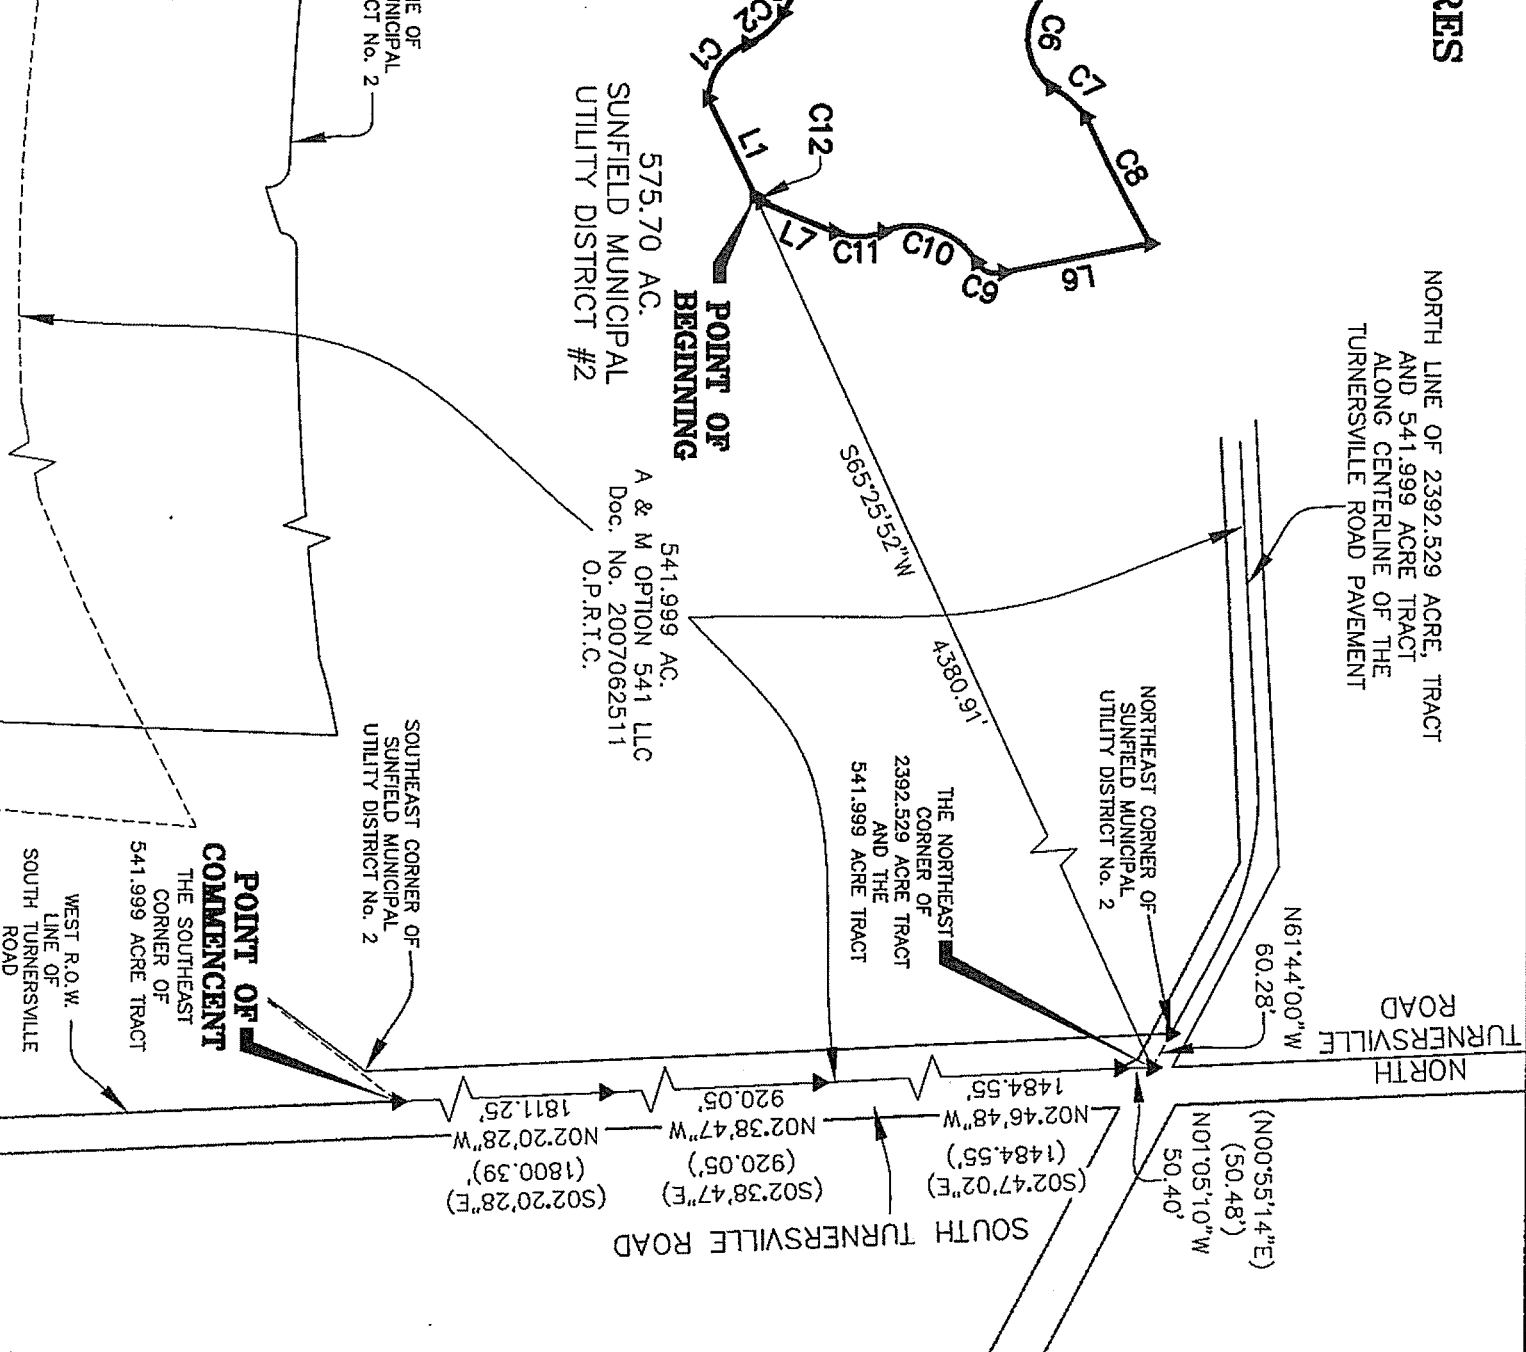 RES
NORTH LINE OF 2392.529 ACRE, TRACT
AND 541.999 ACRE TRACT
ALONG CENTERLINE OF THE
TURNERSVILLE ROAD PAVEMENT
C6
C7
C8
L6
C9
C10
C11
L7
C12
L1
C1
C2
POINT OF
BEGINNING
575.70 AC.
SUNFIELD MUNICIPAL
UTILITY DISTRICT #2
S65°25'52"W
4380.91'
NE OF
NICIPAL
CT No. 2
541.999 AC.
A & M OPTION 541 LLC
Doc. No. 2007062511
O.P.R.T.C.
NORTHEAST CORNER OF
SUNFIELD MUNICIPAL
UTILITY DISTRICT No. 2
THE NORTHEAST
CORNER OF
2392.529 ACRE TRACT
AND THE
541.999 ACRE TRACT
SOUTHEAST CORNER OF
SUNFIELD MUNICIPAL
UTILITY DISTRICT No. 2
POINT OF
COMMENCENT
THE SOUTHEAST
CORNER OF
541.999 ACRE TRACT
WEST R.O.W.
LINE OF
SOUTH TURNERSVILLE
ROAD
N61°44'00"W
60.28'
NORTH
TURNERSVILLE
ROAD
(N00°55'14"E)
(50.48')
N01°05'10"W
50.40'
1484.55'
N02°46'48"W
(1484.55')
(S02°47'02"E)
920.05'
N02°38'47"W
(920.05')
(S02°38'47"E)
1811.25'
N02°20'28"W
(1800.39')
(S02°20'28"E)
SOUTH TURNERSVILLE ROAD